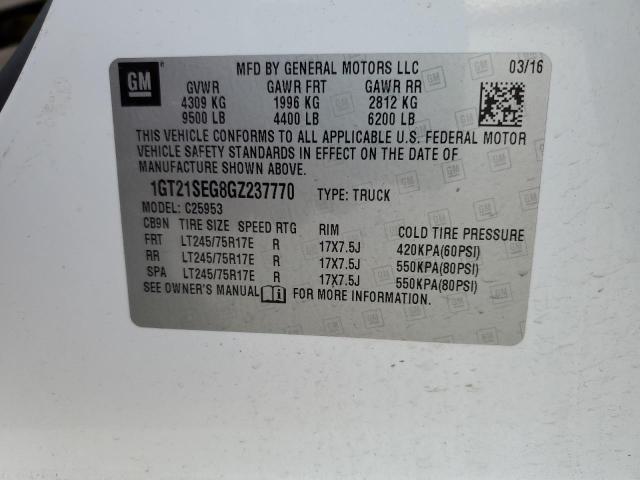 GM
MFD BY GENERAL MOTORS LLC 03/16
GVWR GAWR FRT GAWR RR
4309 KG 1996 KG 2812 KG
9500 LB 4400 LB 6200 LB
THIS VEHICLE CONFORMS TO ALL APPLICABLE U.S. FEDERAL MOTOR
VEHICLE SAFETY STANDARDS IN EFFECT ON THE DATE OF
MANUFACTURE SHOWN ABOVE.
1GT21SEG8GZ237770 TYPE: TRUCK
MODEL: C25953
CB9N TIRE SIZE SPEED RTG RIM COLD TIRE PRESSURE
FRT LT245/75R17E R 17X7.5J 420KPA(60PSI)
RR LT245/75R17E R 17X7.5J 550KPA(80PSI)
SPA LT245/75R17E R 17X7.5J 550KPA(80PSI)
SEE OWNER'S MANUAL FOR MORE INFORMATION.